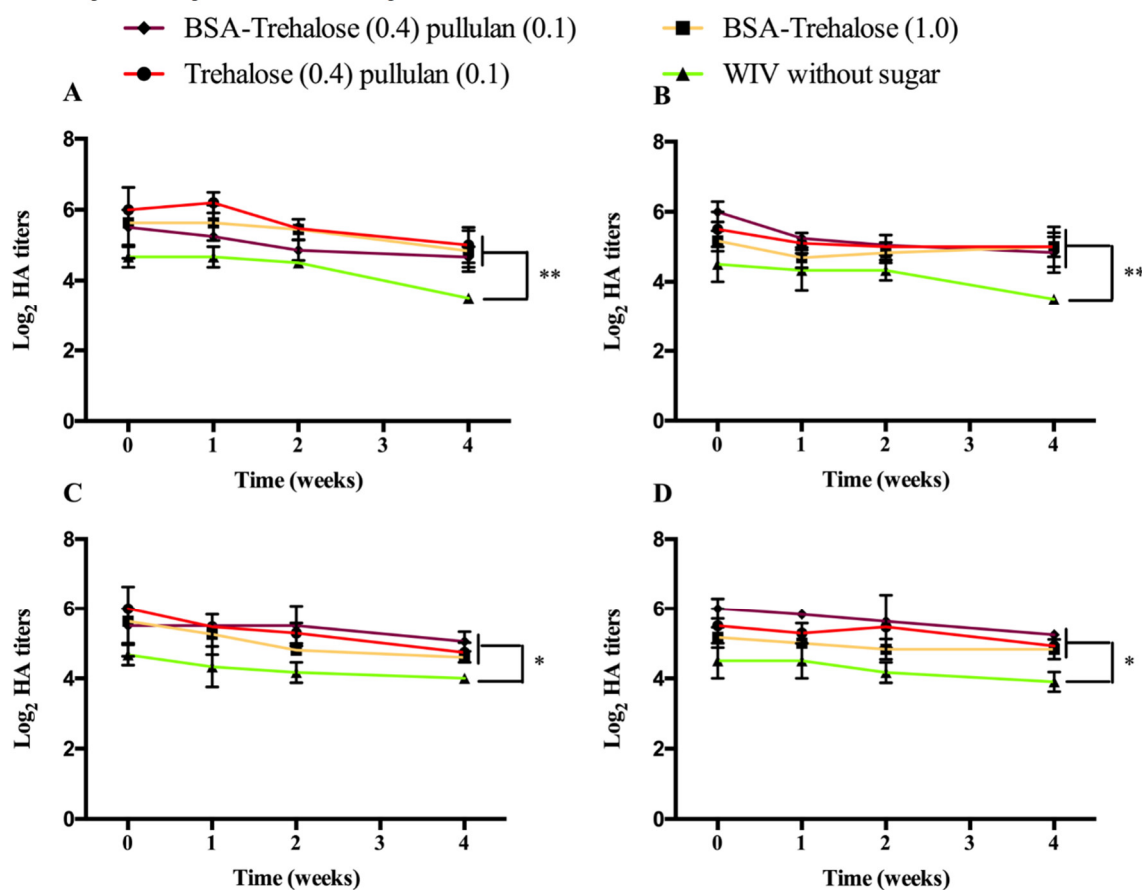 BSA-Trehalose (0.4) pullulan (0.1)
BSA-Trehalose (1.0)
Trehalose (0.4) pullulan (0.1)
WIV without sugar
A
8
6
4
2
0
Log2 HA titers
0 1 2 3 4
Time (weeks)
**
B
8
6
4
2
0
Log2 HA titers
0 1 2 3 4
Time (weeks)
**
C
8
6
4
2
0
Log2 HA titers
0 1 2 3 4
Time (weeks)
*
D
8
6
4
2
0
Log2 HA titers
0 1 2 3 4
Time (weeks)
*